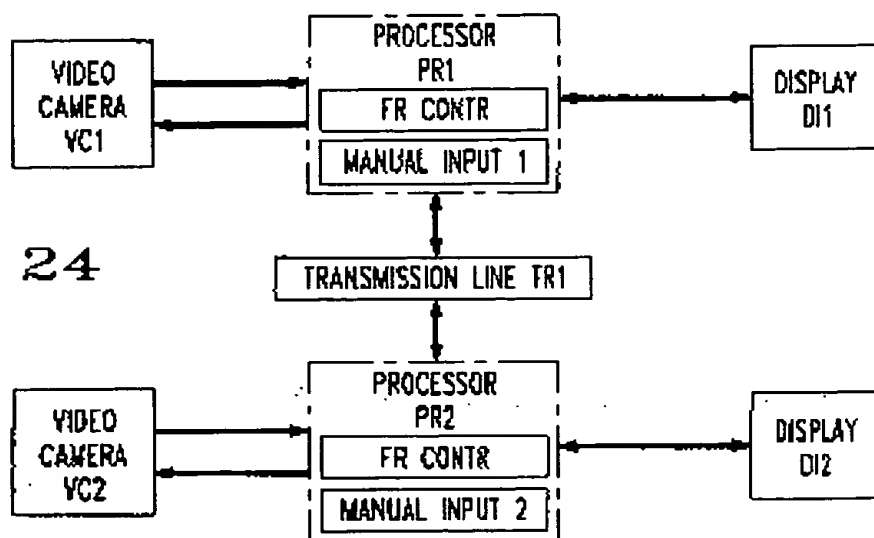 VIDEO
CAMERA
VC1
PROCESSOR
PR1
FR CONTR
MANUAL INPUT 1
DISPLAY
DI1
24
TRANSMISSION LINE TR1
VIDEO
CAMERA
VC2
PROCESSOR
PR2
FR CONTR
MANUAL INPUT 2
DISPLAY
DI2